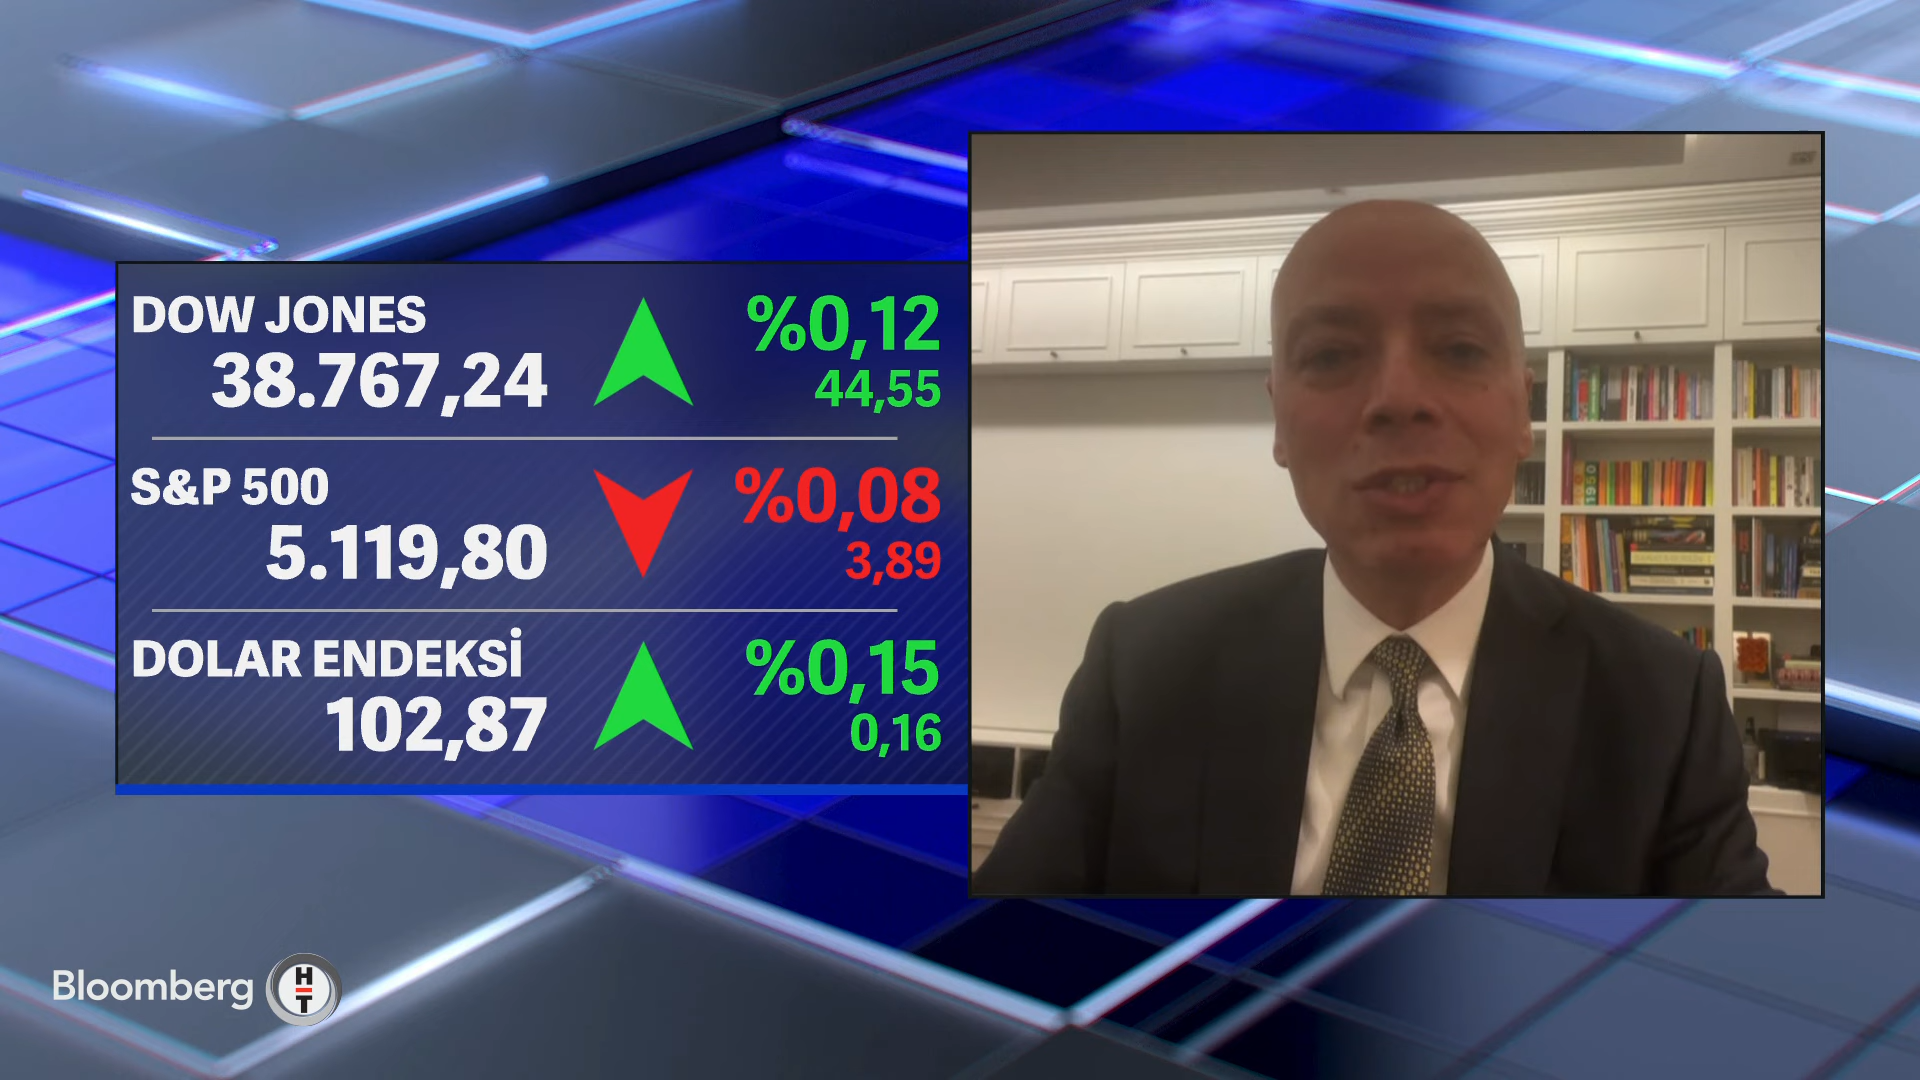 DOW JONES
38.767,24
%0,12
44,55
S&P 500
5.119,80
%0,08
3,89
DOLAR ENDEKSİ
102,87
%0,15
0,16
Bloomberg HT